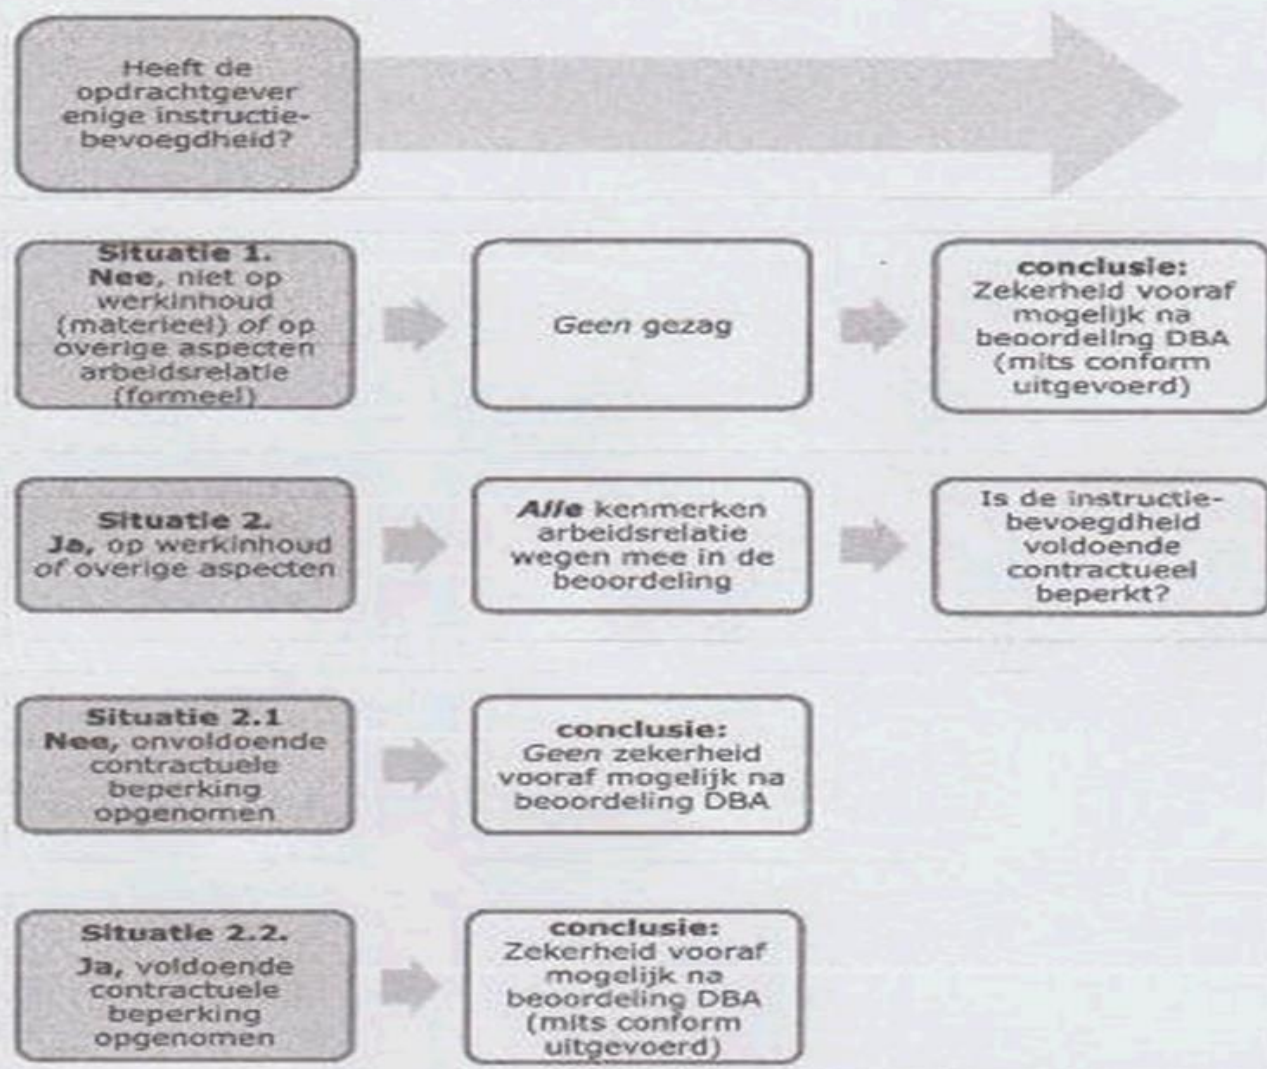 Heeft de
opdrachtgever
enige instructie-
bevoegdheid?
Situatie 1.
Nee, niet op
werkinhoud
(materieel) of op
overige aspecten
arbeidsrelatie
(formeel)
Geen gezag
conclusie:
Zekerheid vooraf
mogelijk na
beoordeling DBA
(mits conform
uitgevoerd)
Situatie 2.
Ja, op werkinhoud
of overige aspecten
Alle kenmerken
arbeidsrelatie
wegen mee in de
beoordeling
Is de instructie-
bevoegdheid
voldoende
contractueel
beperkt?
Situatie 2.1
Nee, onvoldoende
contractuele
beperking
opgenomen
conclusie:
Geen zekerheid
vooraf mogelijk na
beoordeling DBA
Situatie 2.2.
Ja, voldoende
contractuele
beperking
opgenomen
conclusie:
Zekerheid vooraf
mogelijk na
beoordeling DBA
(mits conform
uitgevoerd)